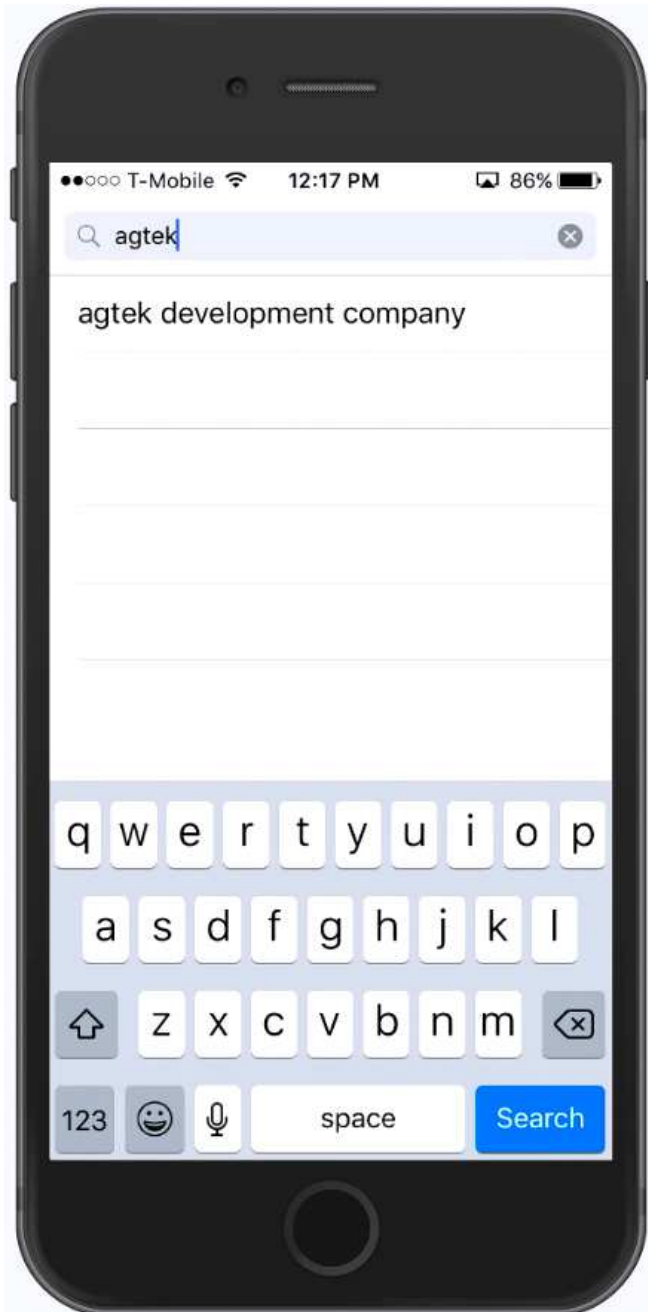 T-Mobile 12:17 PM 86%
agtek
agtek development company
q w e r t y u i o p
a s d f g h j k l
z x c v b n m
123 space Search